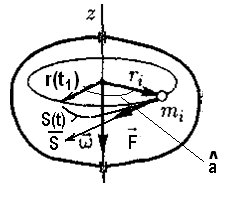 z
r(t₁)
rᵢ
mᵢ
S(t)
S̅
ω⃗
F⃗
â